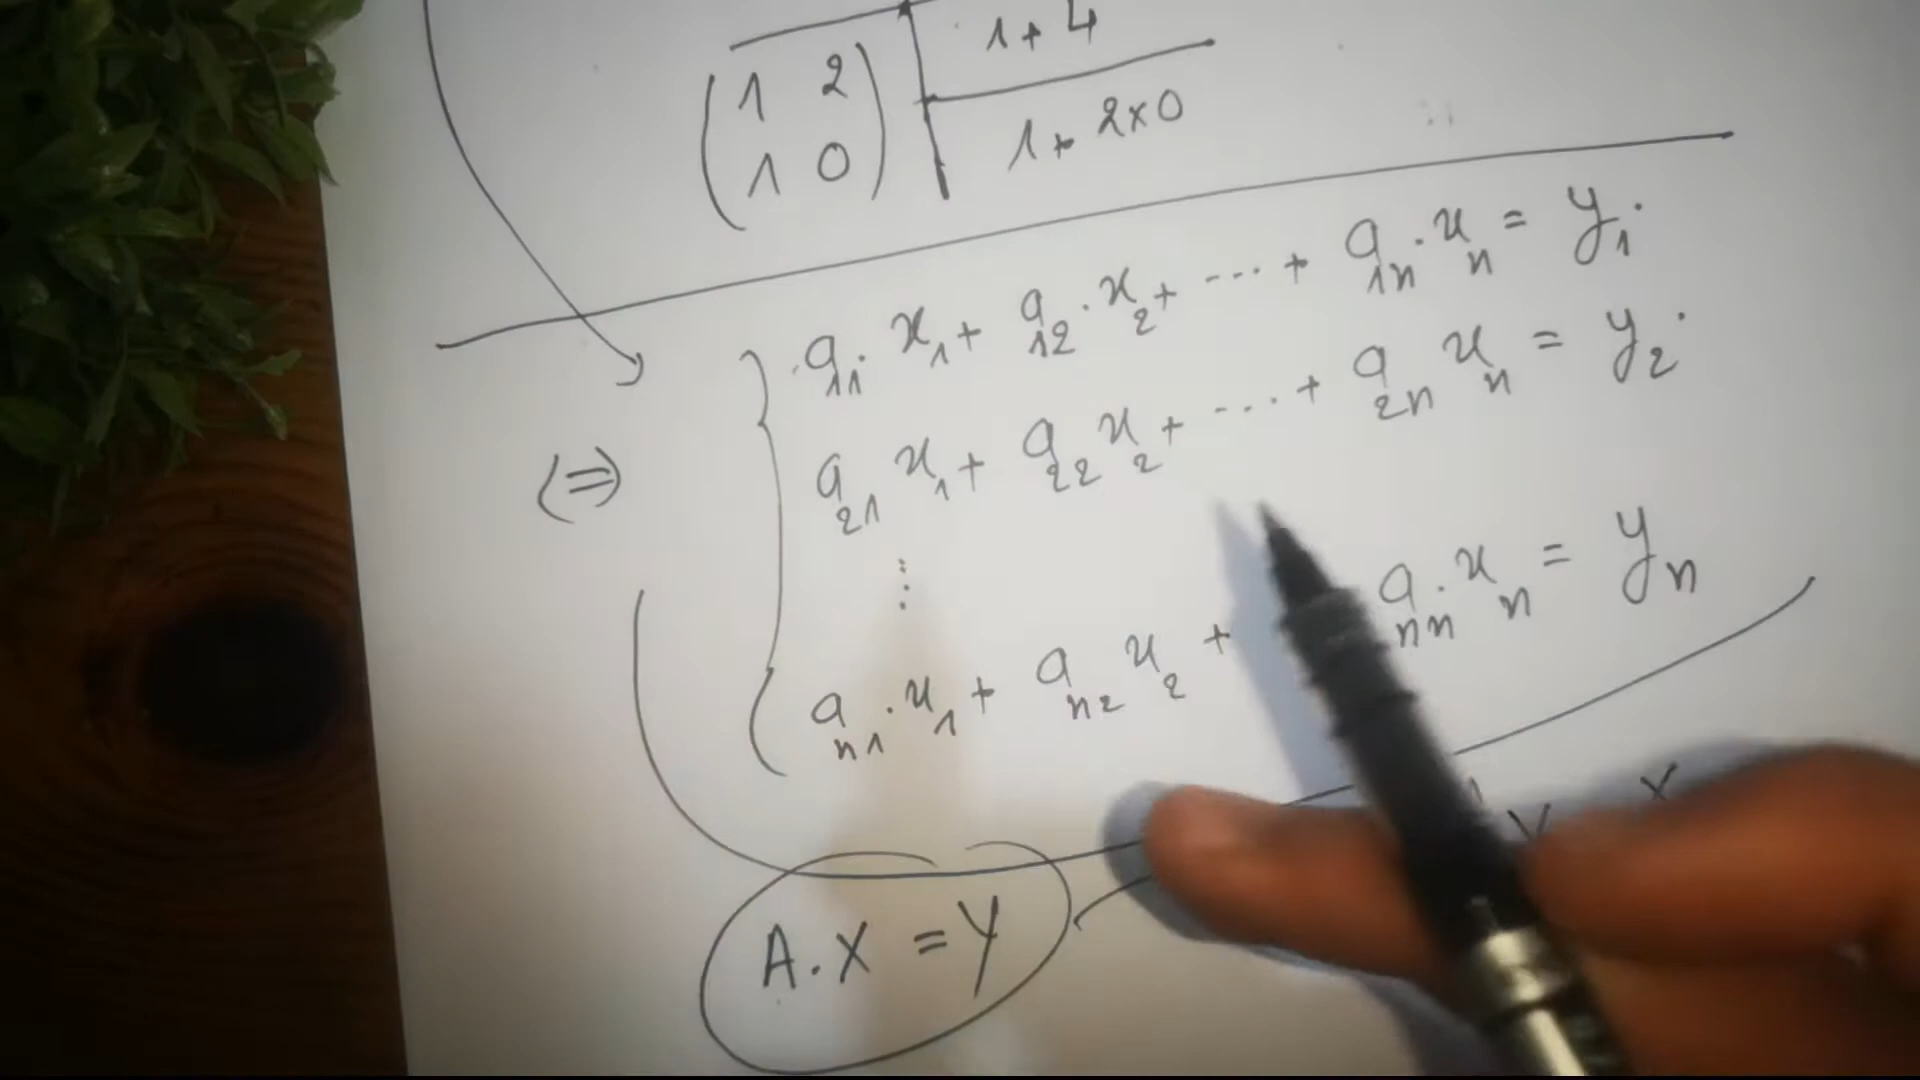 1 + 4
(1 2
1 0)
1 + 2×0
a₁₁ . x₁ + a₁₂ . x₂ + ... + a₁ₙ . xₙ = y₁ .
(=) a₂₁ x₁ + a₂₂ x₂ + .... + a₂ₙ xₙ = y₂ .
⋮
aₙ₁ . x₁ + aₙ₂ x₂ + aₙₙ . xₙ = yₙ
A . X = Y